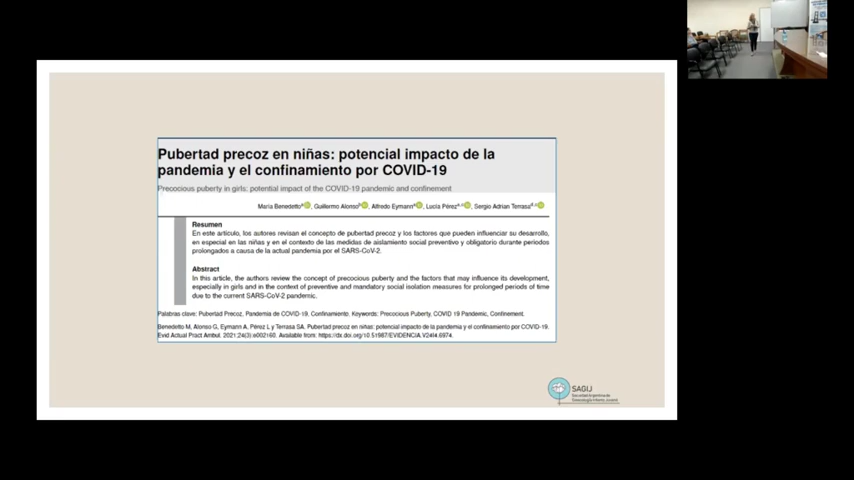 Pubertad precoz en niñas: potencial impacto de la
pandemia y el confinamiento por COVID-19
Precocious puberty in girls: potential impact of the COVID-19 pandemic and confinement
María Benedetto, Guillermo Alonso, Alfredo Eymann, Lucía Pérez, Sergio Adrian Terrasa
Resumen
En este artículo, los autores revisan el concepto de pubertad precoz y los factores que pueden influenciar su desarrollo,
en especial en las niñas y en el contexto de las medidas de aislamiento social preventivo y obligatorio durante periodos
prolongados a causa de la actual pandemia por el SARS-CoV-2.
Abstract
In this article, the authors review the concept of precocious puberty and the factors that may influence its development,
especially in girls and in the context of preventive and mandatory social isolation measures for prolonged periods of time
due to the current SARS-CoV-2 pandemic.
Palabras clave: Pubertad Precoz, Pandemia de COVID-19, Confinamiento. Keywords: Precocious Puberty, COVID 19 Pandemic, Confinement.
Benedetto M, Alonso G, Eymann A, Pérez L y Terrasa SA. Pubertad precoz en niñas: potencial impacto de la pandemia y el confinamiento por COVID-19.
Evid Actual Pract Ambul. 2021;24(3):e002160. Available from: https://dx.doi.org/10.51987/EVIDENCIA.V24I4.6974.
SAGIJ
Sociedad Argentina de
Ginecología Infanto Juvenil